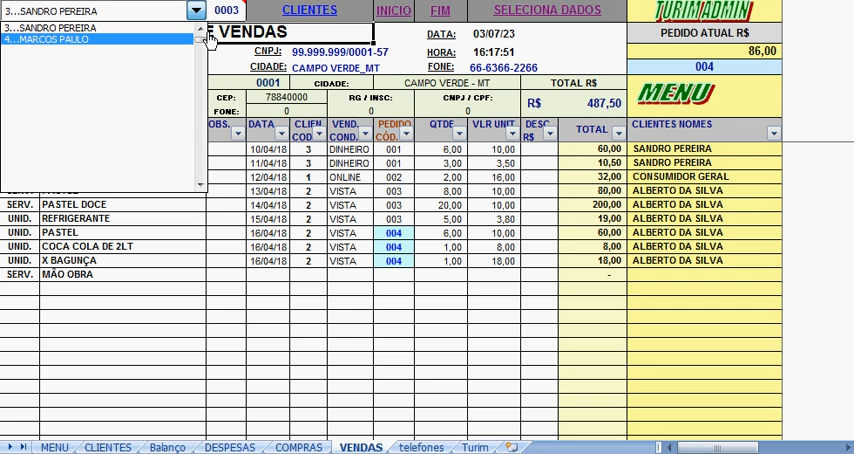 3...SANDRO PEREIRA 0003 CLIENTES INICIO FIM SELECIONA DADOS TURIM/ADMIN
3...SANDRO PEREIRA
4...MARCOS PAULO
E VENDAS DATA: 03/07/23 PEDIDO ATUAL R$
CNPJ: 99.999.999/0001-57 HORA: 16:17:51 86,00
CIDADE: CAMPO VERDE_MT FONE: 66-6366-2266 004
0001 CIDADE: CAMPO VERDE - MT TOTAL R$ MENU
CEP: 78840000 RG / INSC: CNPJ / CPF: R$ 487,50
FONE: 0 0 0
OBS. DATA CLIEN COD VEND. COND. PEDIDO CÓD. QTDE VLR UNIT DESC R$ TOTAL CLIENTES NOMES
10/04/18 3 DINHEIRO 001 6,00 10,00 60,00 SANDRO PEREIRA
11/04/18 3 DINHEIRO 001 3,00 3,50 10,50 SANDRO PEREIRA
12/04/18 1 ONLINE 002 2,00 16,00 32,00 CONSUMIDOR GERAL
13/04/18 2 VISTA 003 8,00 10,00 80,00 ALBERTO DA SILVA
SERV. PASTEL DOCE 14/04/18 2 VISTA 003 20,00 10,00 200,00 ALBERTO DA SILVA
UNID. REFRIGERANTE 15/04/18 2 VISTA 003 5,00 3,80 19,00 ALBERTO DA SILVA
UNID. PASTEL 16/04/18 2 VISTA 004 6,00 10,00 60,00 ALBERTO DA SILVA
UNID. COCA COLA DE 2LT 16/04/18 2 VISTA 004 1,00 8,00 8,00 ALBERTO DA SILVA
UNID. X BAGUNÇA 16/04/18 2 VISTA 004 1,00 18,00 18,00 ALBERTO DA SILVA
SERV. MÃO OBRA -
MENU CLIENTES Balanço DESPESAS COMPRAS VENDAS telefones Turim